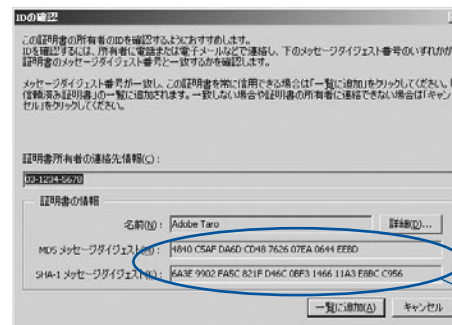 IDの確認
この証明書の所有者のIDを確認するようにおすすめします。
IDを確認するには、所有者に電話または電子メールなどで連絡し、下のメッセージダイジェスト番号のいずれかが
証明書のメッセージダイジェスト番号と一致するかを確認します。
メッセージダイジェスト番号が一致し、この証明書を常に信用できる場合は「一覧に追加」をクリックしてください。「
信頼済み証明書」の一覧に追加されます。一致しない場合や証明書の所有者に連絡できない場合は「キャン
セル」をクリックしてください。
証明書所有者の連絡先情報(C):
03-1234-5670
証明書の情報
名前(N): Adobe Taro 詳細(D)...
MD5 メッセージダイジェスト(M): 4840 C5AF DA6D CD48 7626 07EA 0644 EE8D
SHA-1 メッセージダイジェスト(E): 6A3E 9902 FA5C 821F D46C 0BF3 1466 11A3 E8BC C956
一覧に追加(A) キャンセル